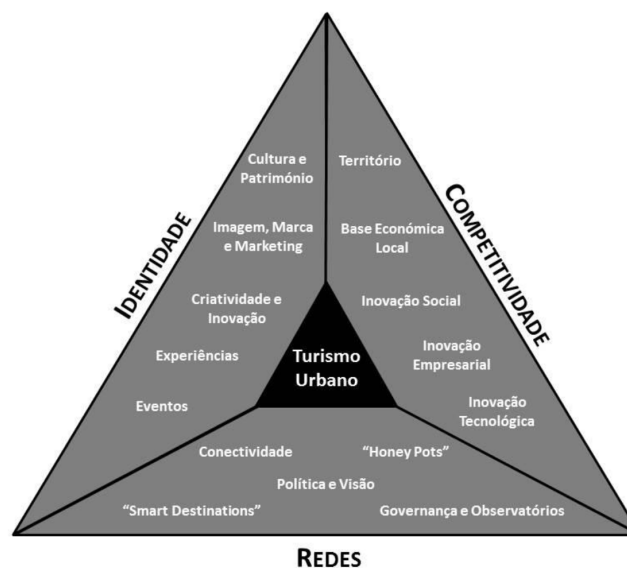 IDENTIDADE
Cultura e
Património
Imagem, Marca
e Marketing
Criatividade e
Inovação
Experiências
Eventos
COMPETITIVIDADE
Território
Base Económica
Local
Inovação Social
Inovação
Empresarial
Inovação
Tecnológica
Turismo
Urbano
Conectividade
“Honey Pots”
Política e Visão
“Smart Destinations”
Governança e Observatórios
REDES